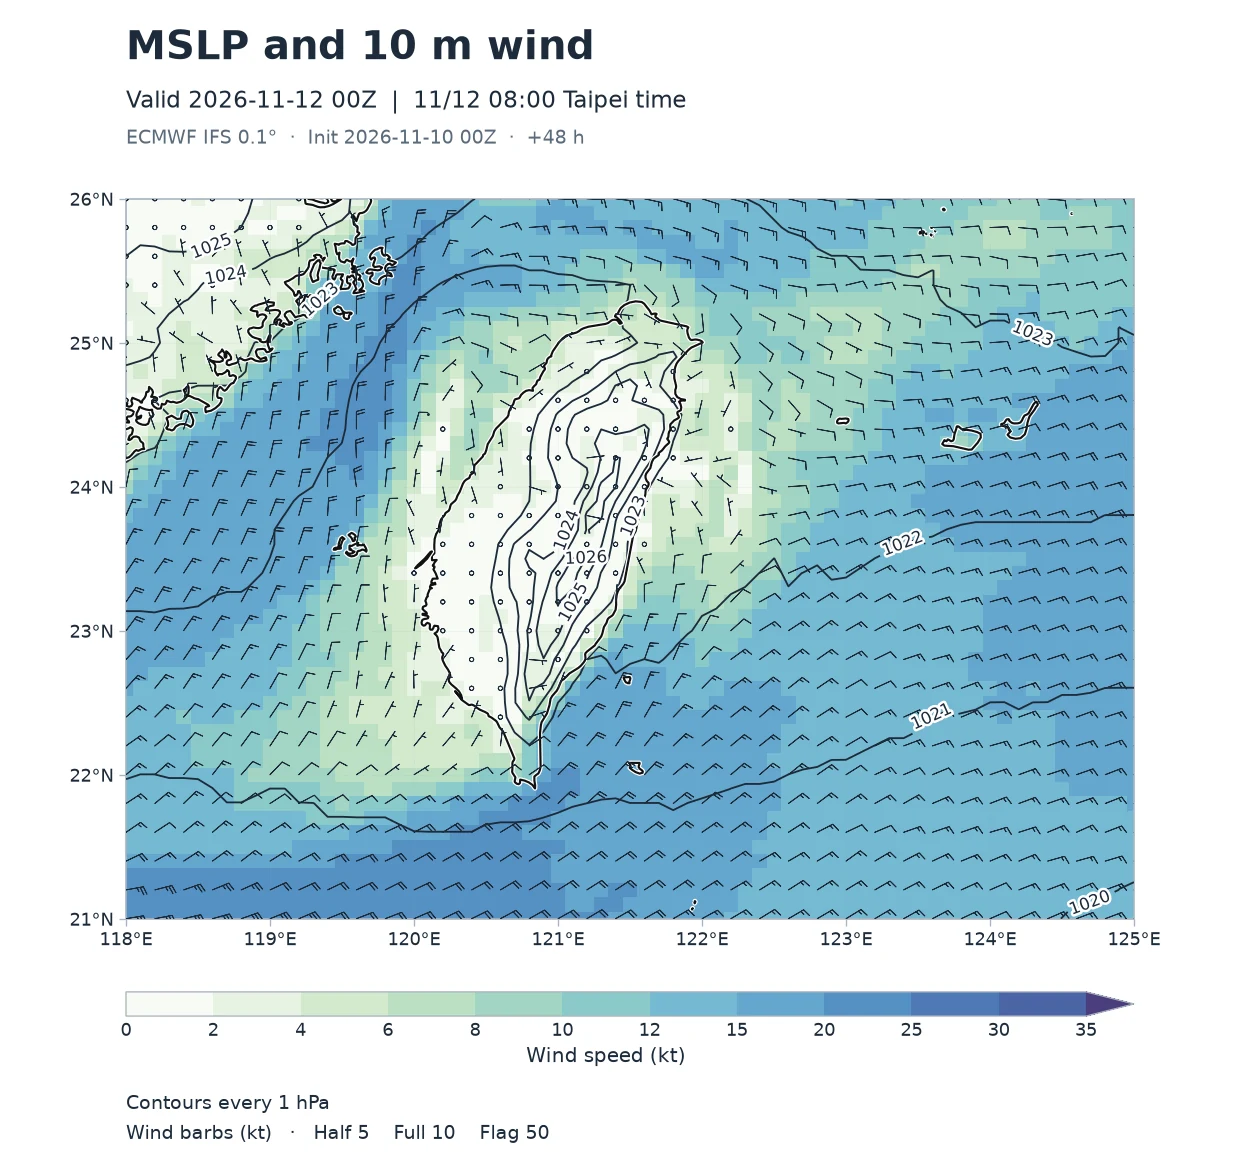 MSLP and 10 m wind
Valid 2026-11-12 00Z | 11/12 08:00 Taipei time
ECMWF IFS 0.1° · Init 2026-11-10 00Z · +48 h
26°N
25°N
24°N
23°N
22°N
21°N
1025
1024
1023
1023
1024
1023
1026
1025
1022
1021
1020
118°E 119°E 120°E 121°E 122°E 123°E 124°E 125°E
0 2 4 6 8 10 12 15 20 25 30 35
Wind speed (kt)
Contours every 1 hPa
Wind barbs (kt) · Half 5 Full 10 Flag 50